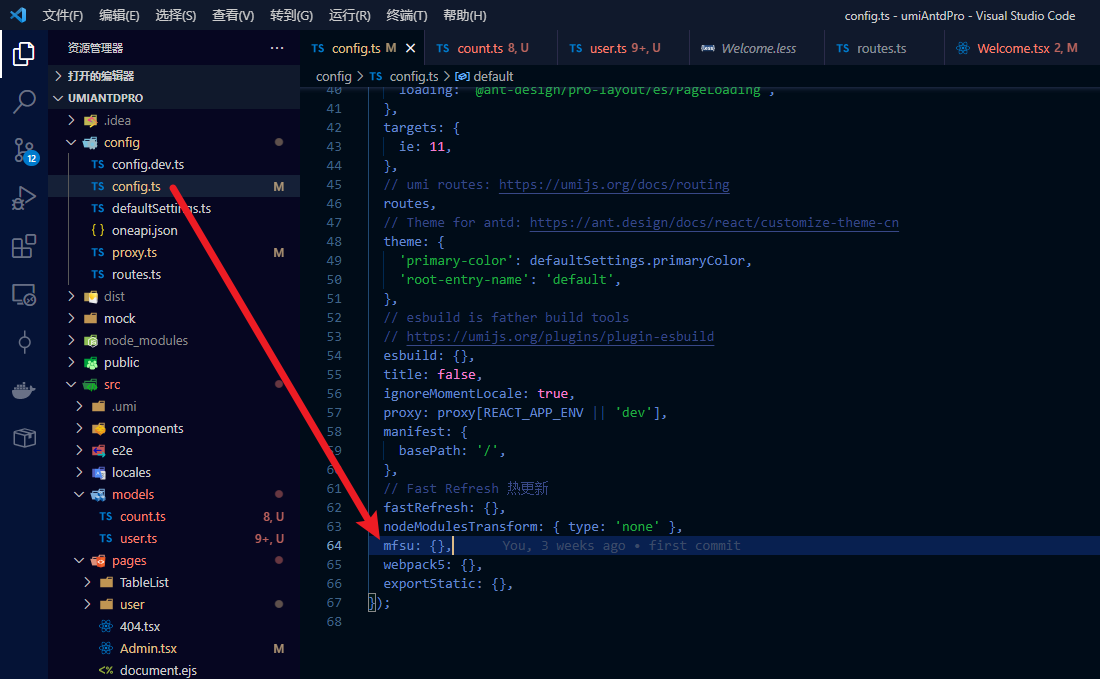 文件(F) 编辑(E) 选择(S) 查看(V) 转到(G) 运行(R) 终端(T) 帮助(H) config.ts - umiAntdPro - Visual Studio Code
资源管理器 ···
TS config.ts M × TS count.ts 8, U TS user.ts 9+, U {less} Welcome.less TS routes.ts Welcome.tsx 2, M
打开的编辑器
UMIANTDPRO
.idea
config
TS config.dev.ts
TS config.ts M
TS defaultSettings.ts
{ } oneapi.json
TS proxy.ts M
TS routes.ts
dist
mock
node_modules
public
src
.umi
components
e2e
locales
models
TS count.ts 8, U
TS user.ts 9+, U
pages
TableList
user
404.tsx
Admin.tsx M
<% document.ejs
12
config > TS config.ts > default
40 loading: '@ant-design/pro-layout/es/PageLoading',
41 },
42 targets: {
43 ie: 11,
44 },
45 // umi routes: https://umijs.org/docs/routing
46 routes,
47 // Theme for antd: https://ant.design/docs/react/customize-theme-cn
48 theme: {
49 'primary-color': defaultSettings.primaryColor,
50 'root-entry-name': 'default',
51 },
52 // esbuild is father build tools
53 // https://umijs.org/plugins/plugin-esbuild
54 esbuild: {},
55 title: false,
56 ignoreMomentLocale: true,
57 proxy: proxy[REACT_APP_ENV || 'dev'],
58 manifest: {
59 basePath: '/',
60 },
61 // Fast Refresh 热更新
62 fastRefresh: {},
63 nodeModulesTransform: { type: 'none' },
64 mfsu: {}, You, 3 weeks ago • first commit
65 webpack5: {},
66 exportStatic: {},
67 });
68